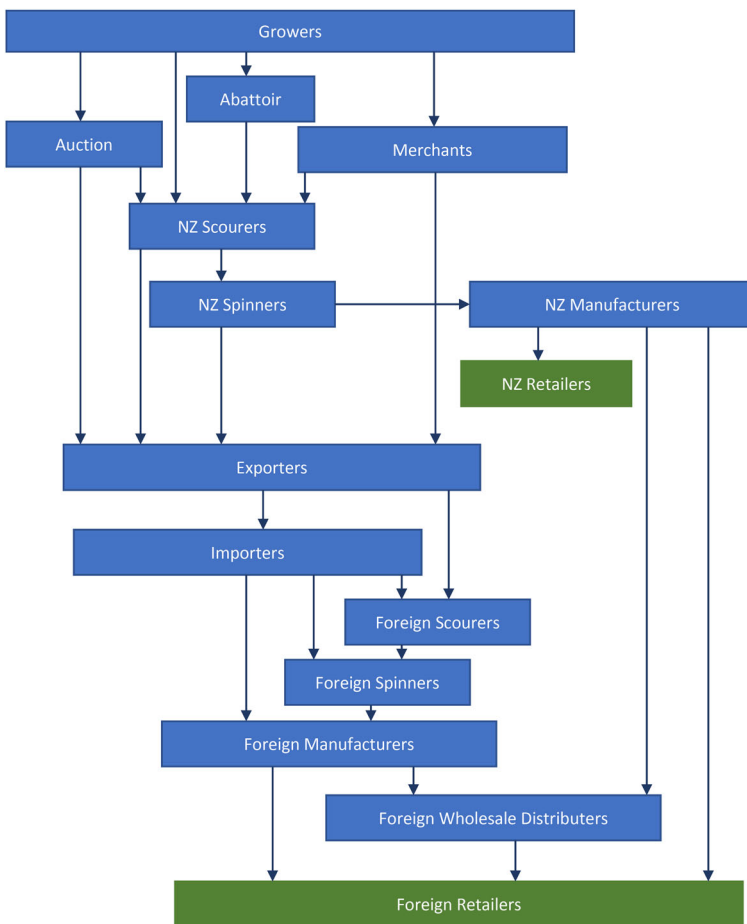 Growers
Abattoir
Auction
Merchants
NZ Scourers
NZ Spinners
NZ Manufacturers
NZ Retailers
Exporters
Importers
Foreign Scourers
Foreign Spinners
Foreign Manufacturers
Foreign Wholesale Distributers
Foreign Retailers